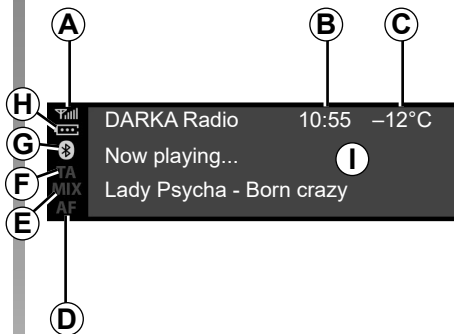 A B C
H
DARKA Radio 10:55 –12°C
G
Now playing... I
F TA
Lady Psycha - Born crazy
MIX
E
AF
D